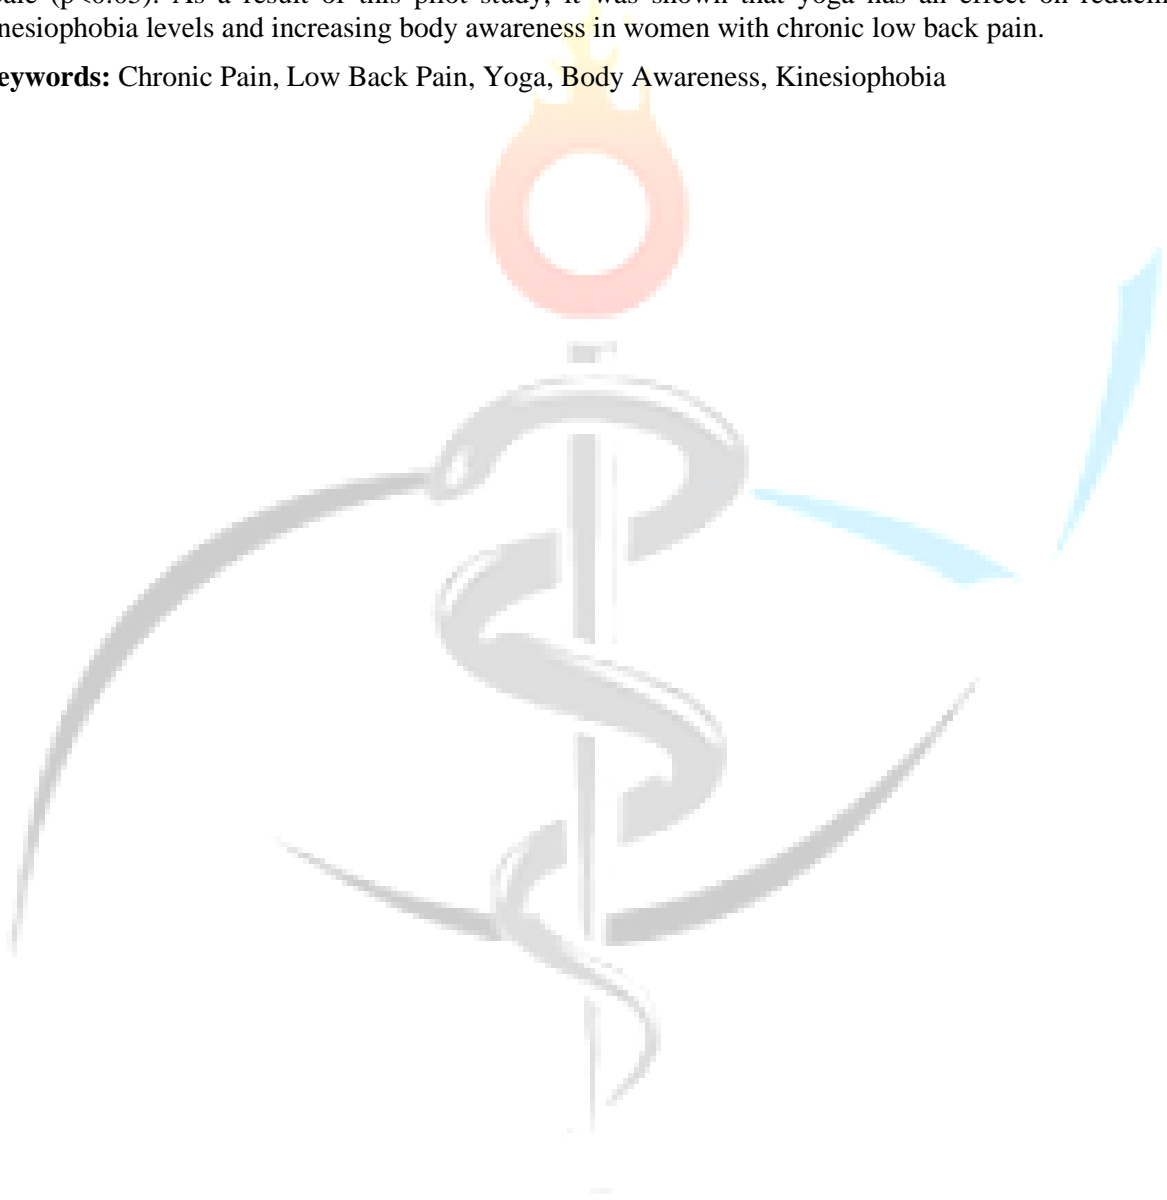 (p<0.05). As a result of this pilot study, it was shown that yoga has an effect on
nesiophobia levels and increasing body awareness in women with chronic low back pain.
eywords: Chronic Pain, Low Back Pain, Yoga, Body Awareness, Kinesiophobia